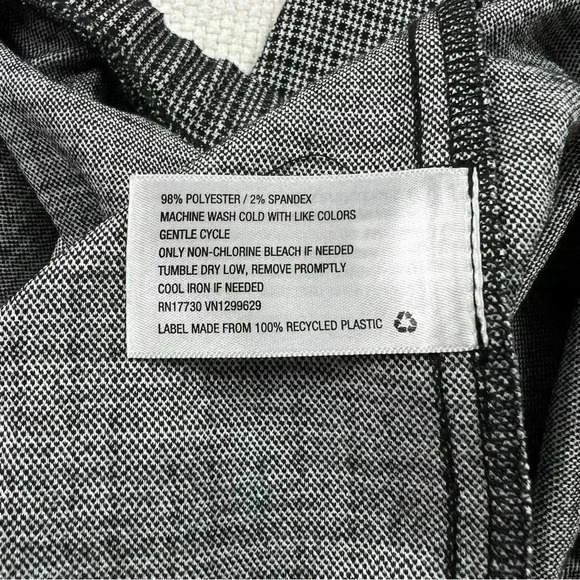 98% POLYESTER / 2% SPANDEX
MACHINE WASH COLD WITH LIKE COLORS
GENTLE CYCLE
ONLY NON-CHLORINE BLEACH IF NEEDED
TUMBLE DRY LOW, REMOVE PROMPTLY
COOL IRON IF NEEDED
RN17730 VN1299629
LABEL MADE FROM 100% RECYCLED PLASTIC